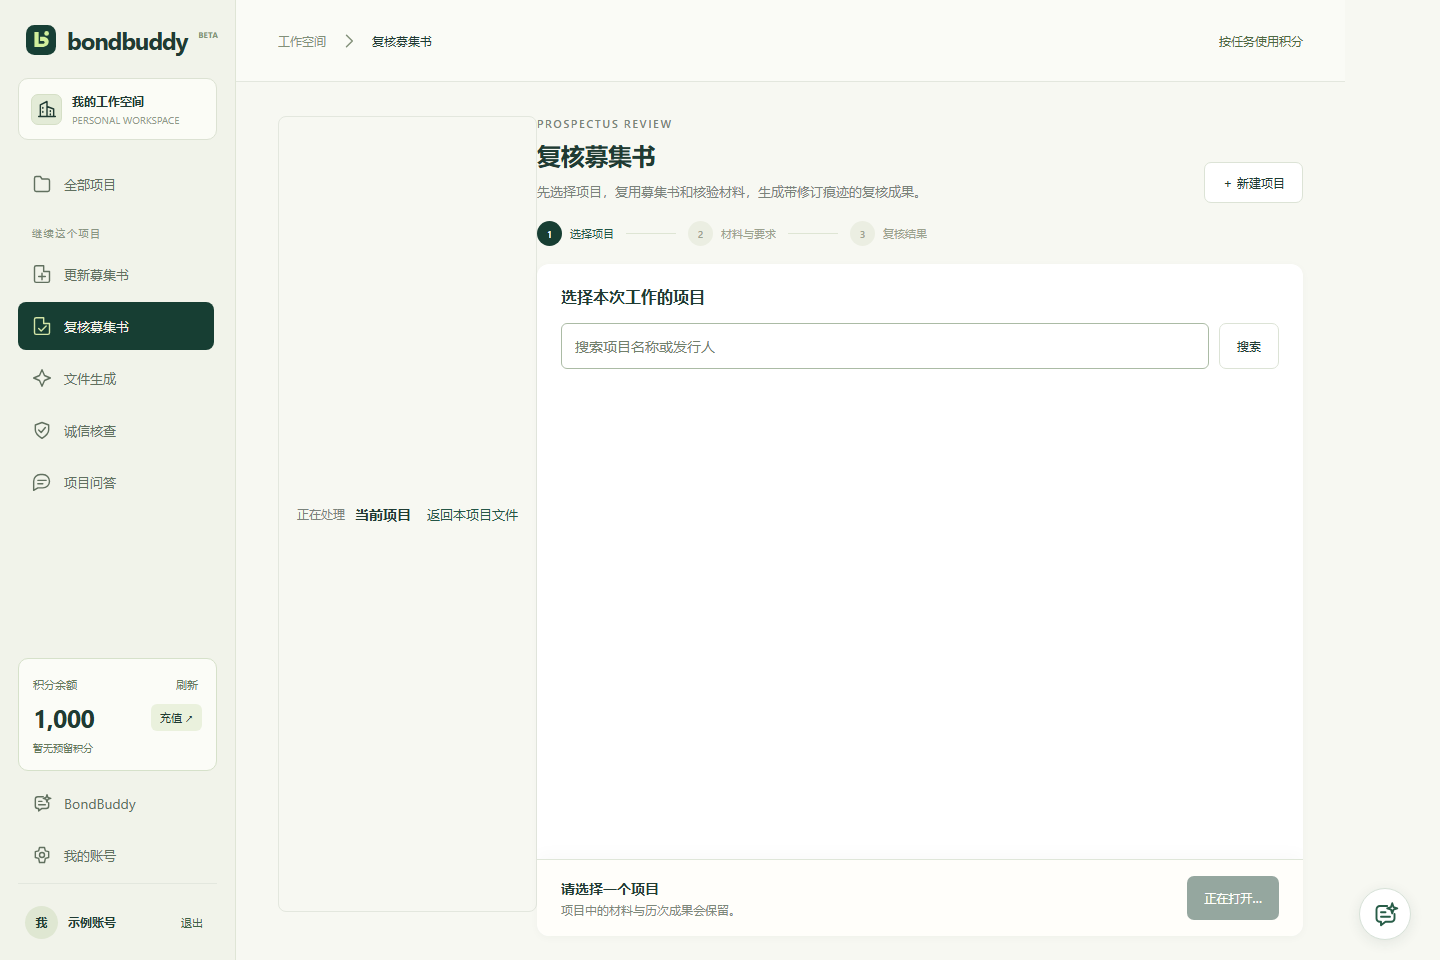 bondbuddy BETA
我的工作空间
PERSONAL WORKSPACE
全部项目
继续这个项目
更新募集书
复核募集书
文件生成
诚信核查
项目问答
积分余额 刷新
1,000 充值 ↗
暂无预留积分
BondBuddy
我的账号
我 示例账号 退出
工作空间 复核募集书 按任务使用积分
正在处理 当前项目 返回本项目文件
PROSPECTUS REVIEW
复核募集书
先选择项目，复用募集书和核验材料，生成带修订痕迹的复核成果。
+ 新建项目
1 选择项目 2 材料与要求 3 复核结果
选择本次工作的项目
搜索项目名称或发行人 搜索
请选择一个项目
项目中的材料与历次成果会保留。
正在打开...